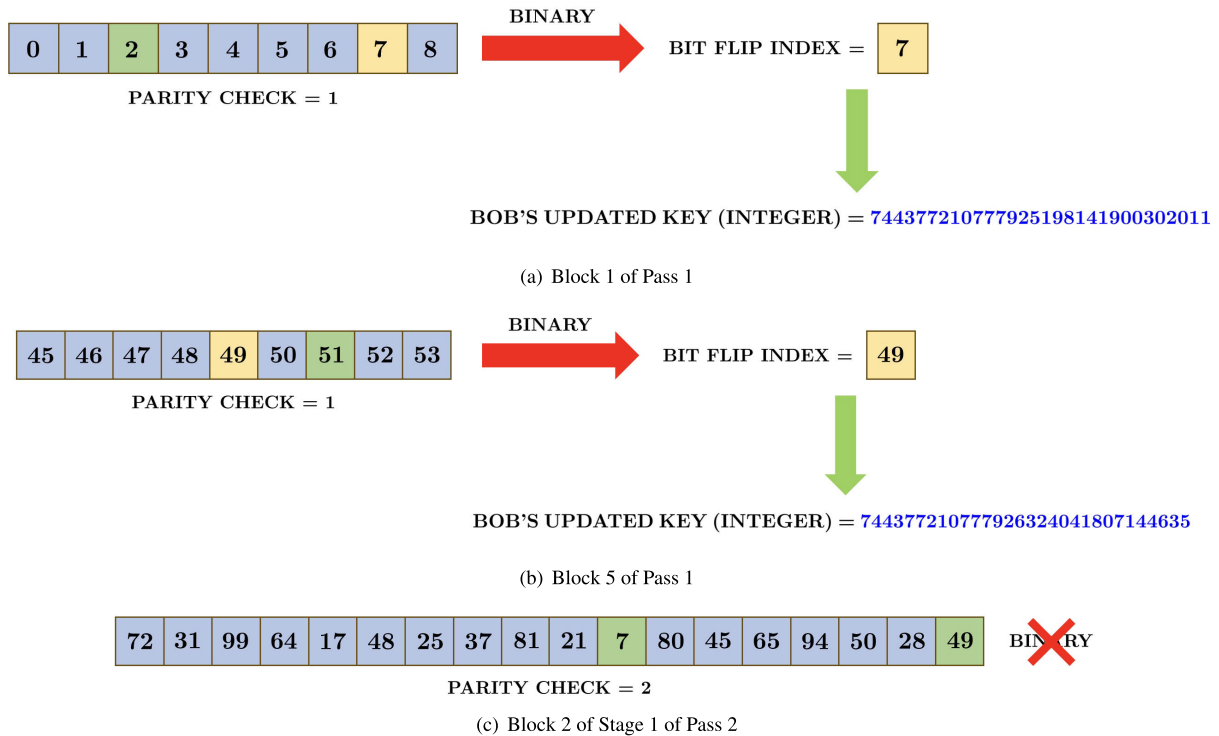 BINARY
0 1 2 3 4 5 6 7 8 BIT FLIP INDEX = 7
PARITY CHECK = 1
BOB'S UPDATED KEY (INTEGER) = 7443772107779251981419003020​11
(a) Block 1 of Pass 1
BINARY
45 46 47 48 49 50 51 52 53 BIT FLIP INDEX = 49
PARITY CHECK = 1
BOB'S UPDATED KEY (INTEGER) = 744377210777926324041807144635
(b) Block 5 of Pass 1
72 31 99 64 17 48 25 37 81 21 7 80 45 65 94 50 28 49 BINARY
PARITY CHECK = 2
(c) Block 2 of Stage 1 of Pass 2